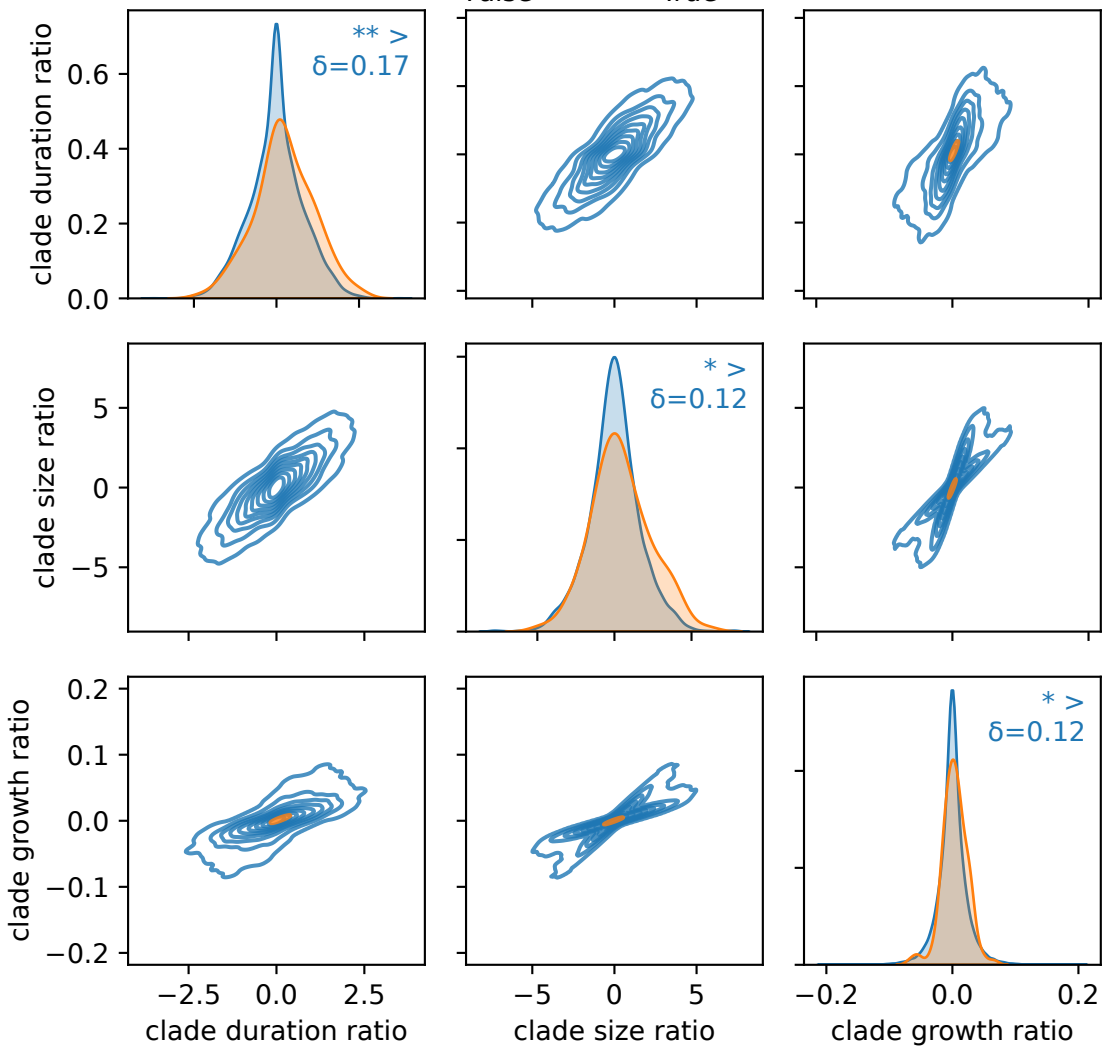 clade duration ratio
0.6
0.4
0.2
0.0
** >
δ=0.17
clade size ratio
5
0
−5
* >
δ=0.12
clade growth ratio
0.2
0.1
0.0
−0.1
−0.2
* >
δ=0.12
−2.5 0.0 2.5
−5 0 5
−0.2 0.0 0.2
clade duration ratio
clade size ratio
clade growth ratio